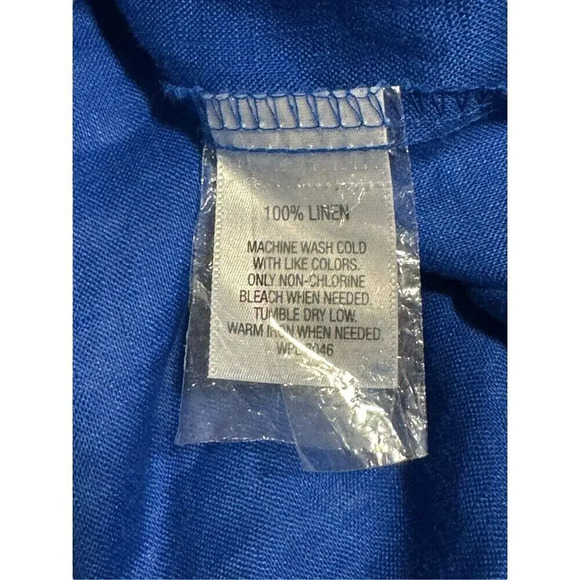 100% LINEN
MACHINE WASH COLD
WITH LIKE COLORS.
ONLY NON-CHLORINE
BLEACH WHEN NEEDED.
TUMBLE DRY LOW.
WARM IRON WHEN NEEDED.